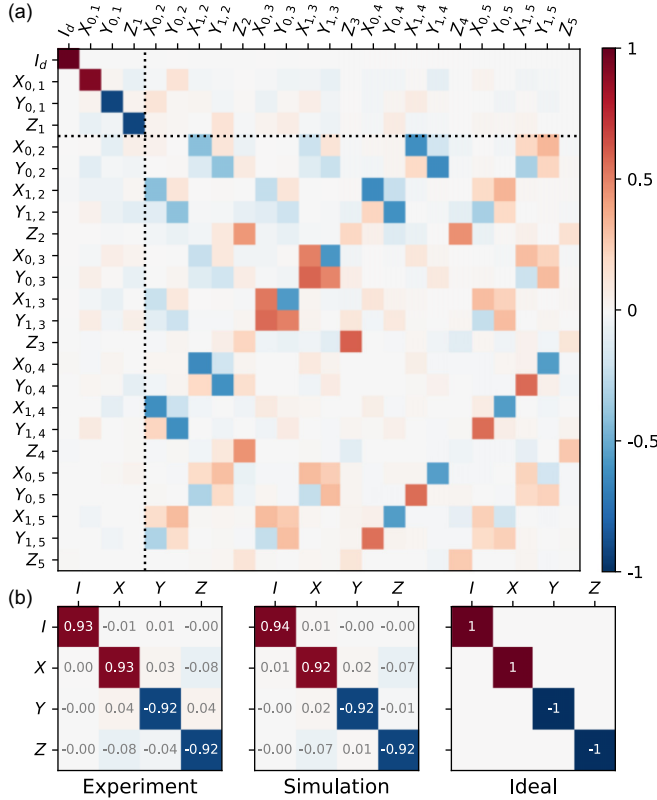 (a)
I_d X_{0,1} Y_{0,1} Z_1 X_{0,2} Y_{0,2} X_{1,2} Y_{1,2} Z_2 X_{0,3} Y_{0,3} X_{1,3} Y_{1,3} Z_3 X_{0,4} Y_{0,4} X_{1,4} Y_{1,4} Z_4 X_{0,5} Y_{0,5} X_{1,5} Y_{1,5} Z_5
I_d
X_{0,1}
Y_{0,1}
Z_1
X_{0,2}
Y_{0,2}
X_{1,2}
Y_{1,2}
Z_2
X_{0,3}
Y_{0,3}
X_{1,3}
Y_{1,3}
Z_3
X_{0,4}
Y_{0,4}
X_{1,4}
Y_{1,4}
Z_4
X_{0,5}
Y_{0,5}
X_{1,5}
Y_{1,5}
Z_5
1
0.5
0
-0.5
-1
(b)
I X Y Z
I 0.93 -0.01 0.01 -0.00
X 0.00 0.93 0.03 -0.08
Y -0.00 0.04 -0.92 0.04
Z -0.00 -0.08 -0.04 -0.92
Experiment
I X Y Z
0.94 0.01 -0.00 -0.00
0.01 0.92 0.02 -0.07
-0.00 0.02 -0.92 -0.01
-0.00 -0.07 0.01 -0.92
Simulation
I X Y Z
1
1
-1
-1
Ideal